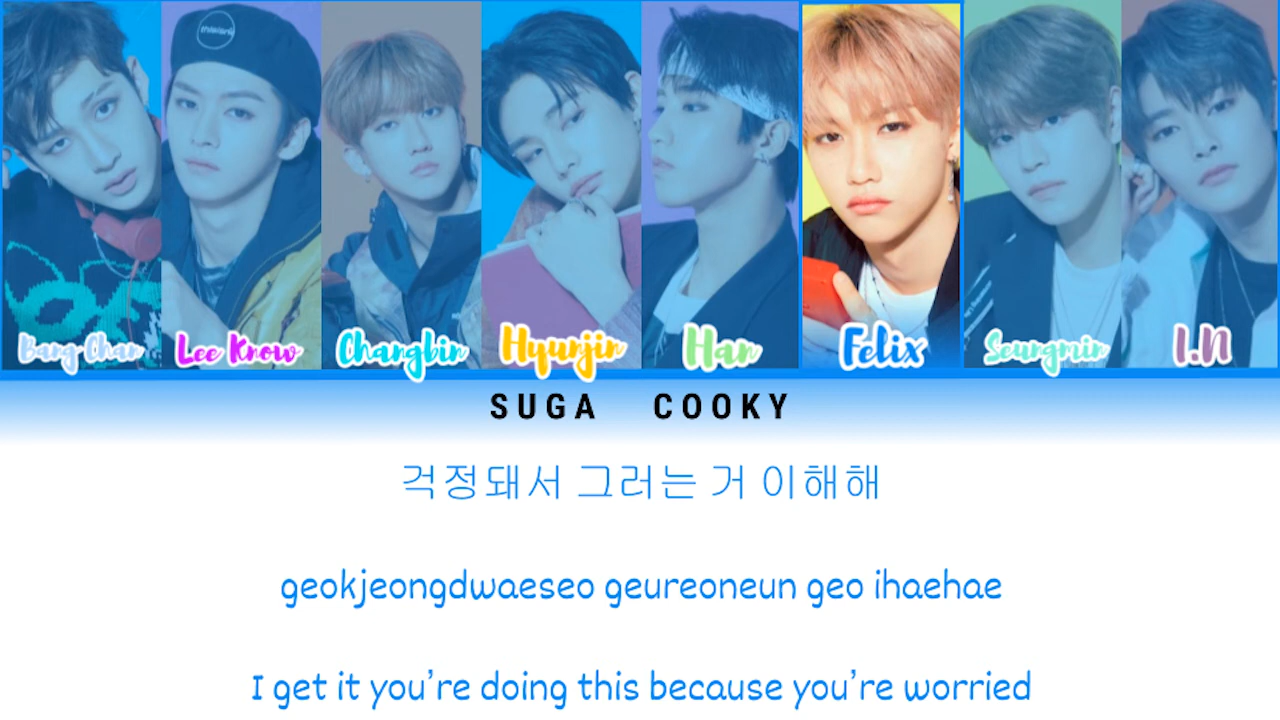 Bang Chan Lee Know Changbin Hyunjin Han Felix Seungmin I.N
SUGA COOKY
걱정돼서 그러는 거 이해해
geokjeongdwaeseo geureoneun geo ihaehae
I get it you're doing this because you're worried